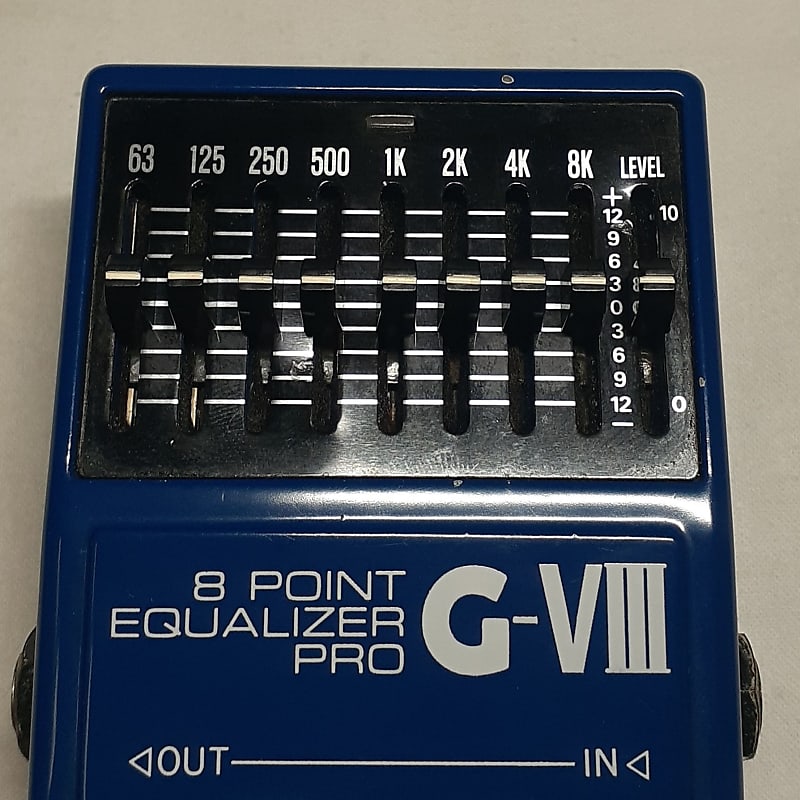 63 125 250 500 1K 2K 4K 8K LEVEL
+
12 10
9
6
3 8
0
3
6
9
12 0
−
8 POINT
EQUALIZER
PRO
G-VIII
◁OUT IN◁